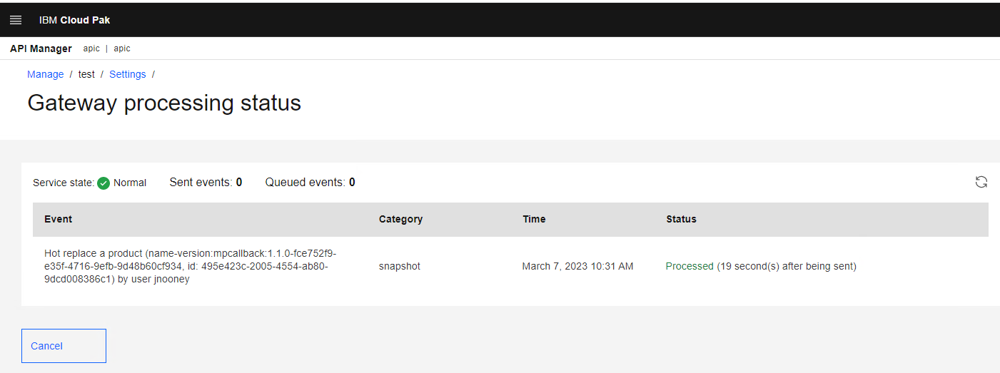 IBM Cloud Pak
API Manager apic | apic
Manage / test / Settings /
Gateway processing status
Service state: Normal Sent events: 0 Queued events: 0
Event Category Time Status
Hot replace a product (name-version:mpcallback:1.1.0-fce752f9-
e35f-4716-9efb-9d48b60cf934, id: 495e423c-2005-4554-ab80-
9dcd008386c1) by user jnooney
snapshot
March 7, 2023 10:31 AM
Processed (19 second(s) after being sent)
Cancel